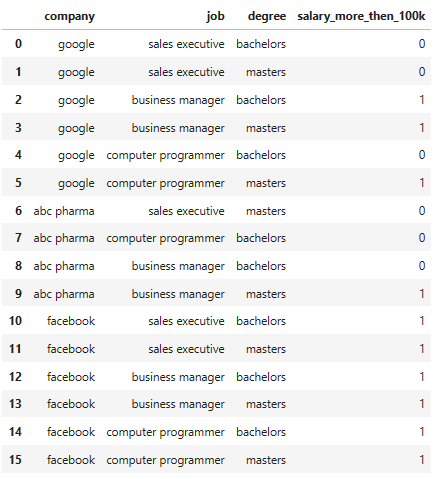 company job degree salary_more_then_100k
0 google sales executive bachelors 0
1 google sales executive masters 0
2 google business manager bachelors 1
3 google business manager masters 1
4 google computer programmer bachelors 0
5 google computer programmer masters 1
6 abc pharma sales executive masters 0
7 abc pharma computer programmer bachelors 0
8 abc pharma business manager bachelors 0
9 abc pharma business manager masters 1
10 facebook sales executive bachelors 1
11 facebook sales executive masters 1
12 facebook business manager bachelors 1
13 facebook business manager masters 1
14 facebook computer programmer bachelors 1
15 facebook computer programmer masters 1